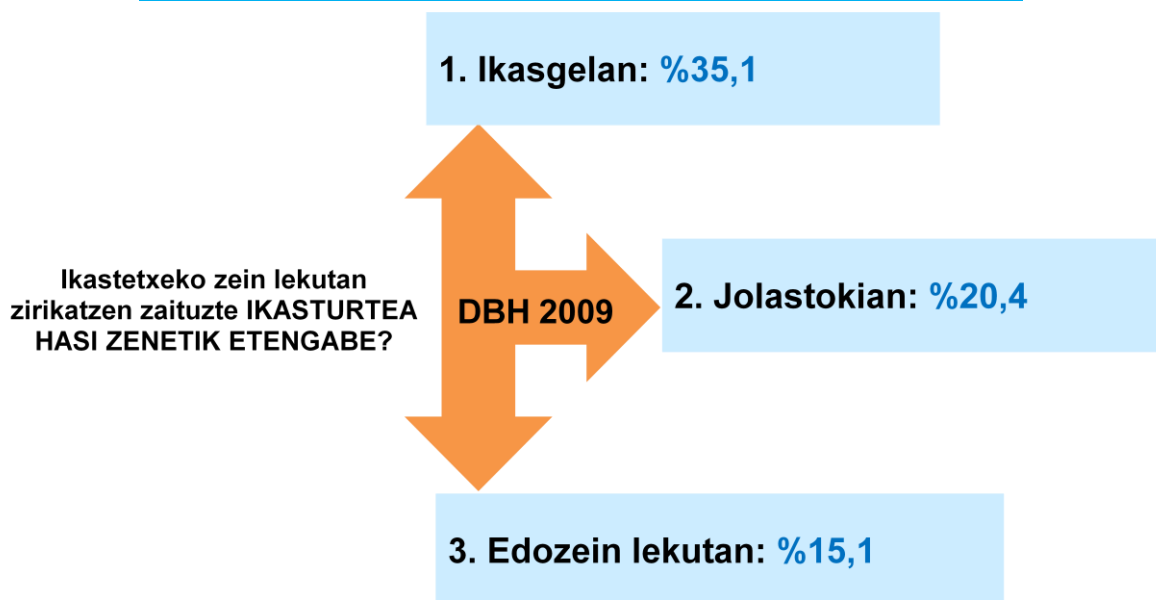 1. Ikasgelan: %35,1
Ikastetxeko zein lekutan
zirikatzen zaituzte IKASTURTEA
HASI ZENETIK ETENGABE?
DBH 2009
2. Jolastokian: %20,4
3. Edozein lekutan: %15,1